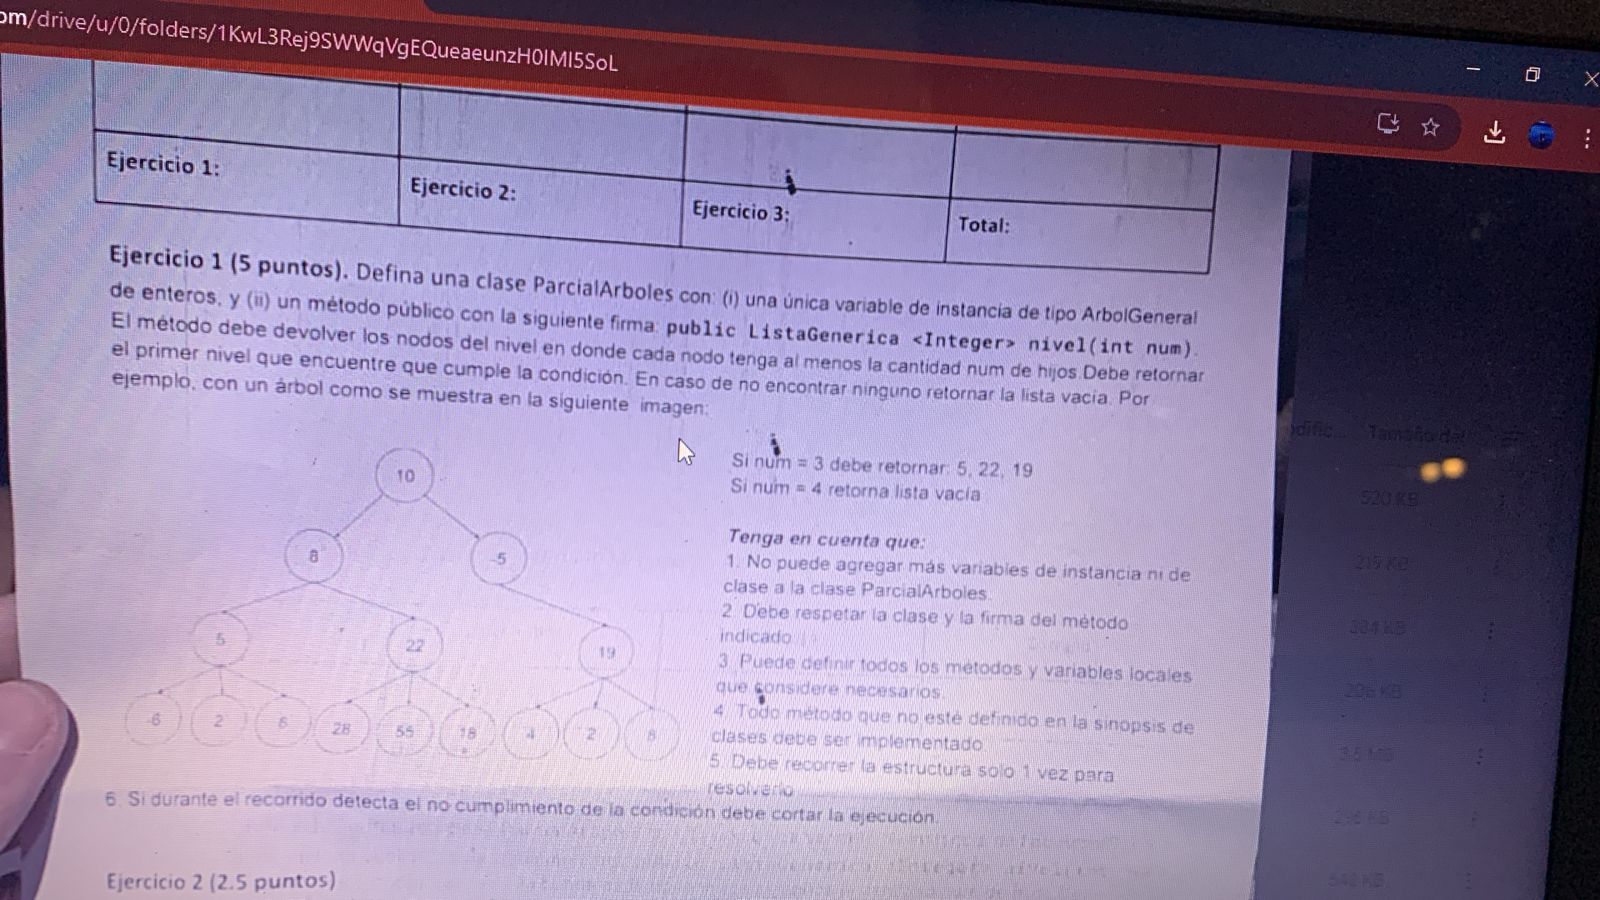 om/drive/u/0/folders/1KwL3Rej9SWWqVgEQueaeunzH0IMI5SoL
Ejercicio 1:
Ejercicio 2:
Ejercicio 3:
Total:
Ejercicio 1 (5 puntos). Defina una clase ParcialArboles con: (i) una única variable de instancia de tipo ArbolGeneral
de enteros, y (ii) un método público con la siguiente firma: public ListaGenerica <Integer> nivel(int num).
El método debe devolver los nodos del nivel en donde cada nodo tenga al menos la cantidad num de hijos.Debe retornar
el primer nivel que encuentre que cumple la condición. En caso de no encontrar ninguno retornar la lista vacía. Por
ejemplo, con un árbol como se muestra en la siguiente imagen:
10
8
-5
5
22
19
-6
2
28
55
18
4
2
8
Si num = 3 debe retornar: 5, 22, 19
Si num = 4 retorna lista vacía
Tenga en cuenta que:
1. No puede agregar más variables de instancia ni de
clase a la clase ParcialArboles.
2. Debe respetar la clase y la firma del método
indicado
3. Puede definir todos los métodos y variables locales
que considere necesarios.
4. Todo método que no esté definido en la sinopsis de
clases debe ser implementado
5. Debe recorrer la estructura solo 1 vez para
resolverlo
6. Si durante el recorrido detecta el no cumplimiento de la condición debe cortar la ejecución.
Ejercicio 2 (2.5 puntos)
odific...
520 KB
219 KB